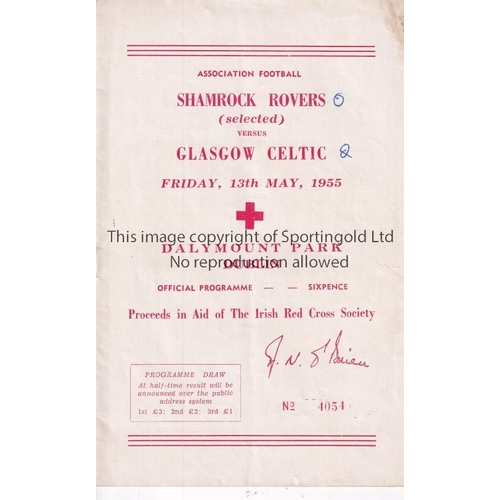 ASSOCIATION FOOTBALL
SHAMROCK ROVERS 0
(selected)
VERSUS
GLASGOW CELTIC 2
FRIDAY, 13th MAY, 1955
This image copyright of Sportingold Ltd
DALYMOUNT PARK
No reproduction allowed
DUBLIN
OFFICIAL PROGRAMME — — SIXPENCE
Proceeds in Aid of The Irish Red Cross Society
PROGRAMME DRAW
At half-time result will be
announced over the public
address system
1st £3; 2nd £2; 3rd £1
No 4054